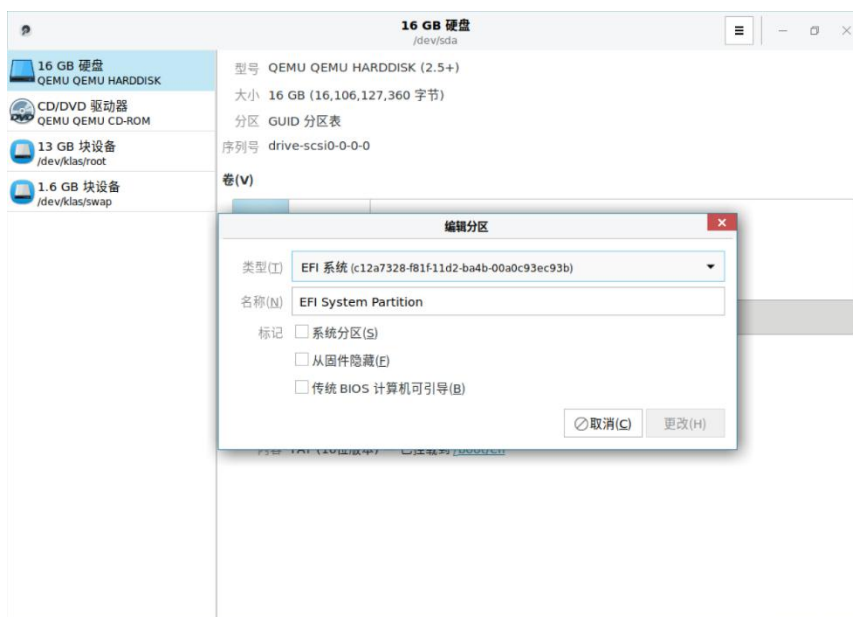 16 GB 硬盘
/dev/sda
16 GB 硬盘
QEMU QEMU HARDDISK
CD/DVD 驱动器
QEMU QEMU CD-ROM
13 GB 块设备
/dev/klas/root
1.6 GB 块设备
/dev/klas/swap
型号 QEMU QEMU HARDDISK (2.5+)
大小 16 GB (16,106,127,360 字节)
分区 GUID 分区表
序列号 drive-scsi0-0-0-0
卷(V)
编辑分区
类型(T) EFI 系统 (c12a7328-f81f-11d2-ba4b-00a0c93ec93b)
名称(N) EFI System Partition
标记 系统分区(S)
从固件隐藏(F)
传统 BIOS 计算机可引导(B)
取消(C) 更改(H)